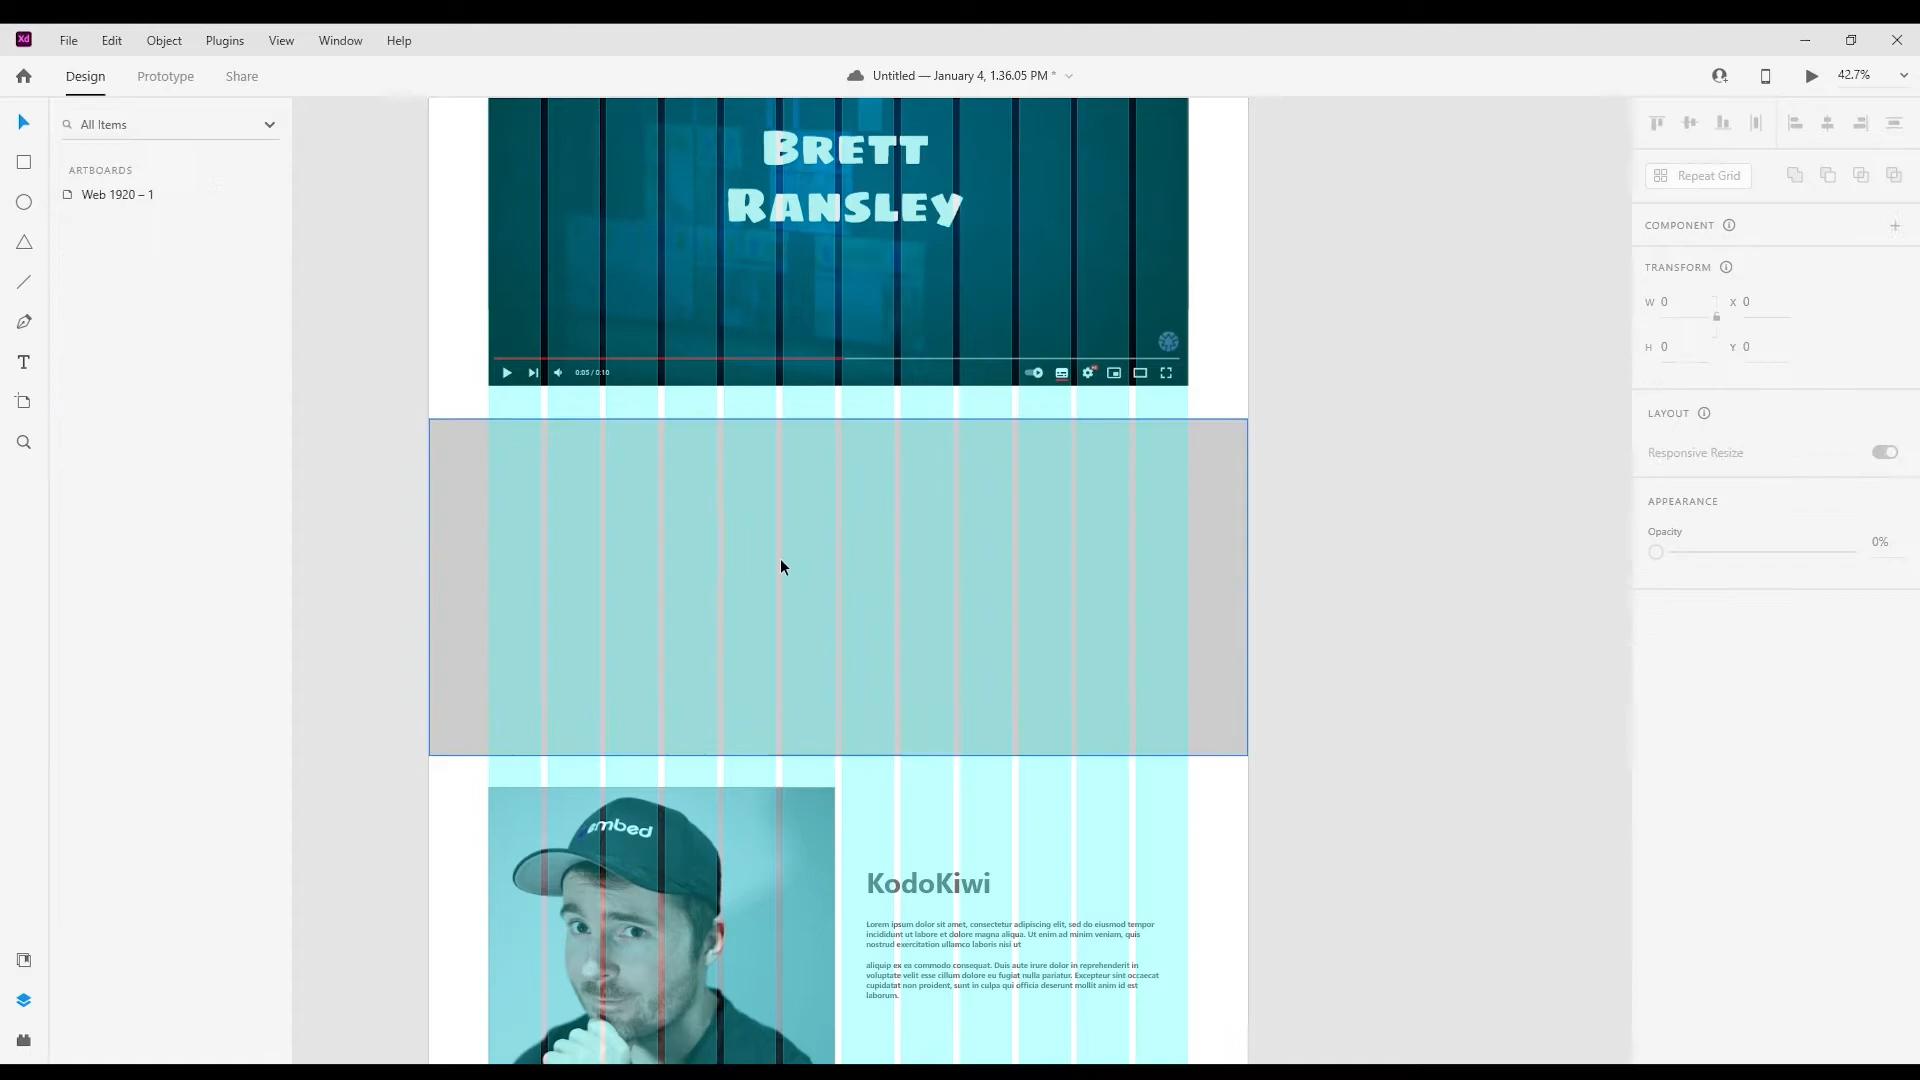 Xd File Edit Object Plugins View Window Help
Design Prototype Share Untitled — January 4, 1.36.05 PM * 42.7%
All Items
ARTBOARDS
Web 1920 – 1
Brett
Ransley
0:05 / 0:10
embed
KodoKiwi
Lorem ipsum dolor sit amet, consectetur adipiscing elit, sed do eiusmod tempor
incididunt ut labore et dolore magna aliqua. Ut enim ad minim veniam, quis
nostrud exercitation ullamco laboris nisi ut
aliquip ex ea commodo consequat. Duis aute irure dolor in reprehenderit in
voluptate velit esse cillum dolore eu fugiat nulla pariatur. Excepteur sint occaecat
cupidatat non proident, sunt in culpa qui officia deserunt mollit anim id est
laborum.
Repeat Grid
COMPONENT
TRANSFORM
W 0 X 0
H 0 Y 0
LAYOUT
Responsive Resize
APPEARANCE
Opacity
0%